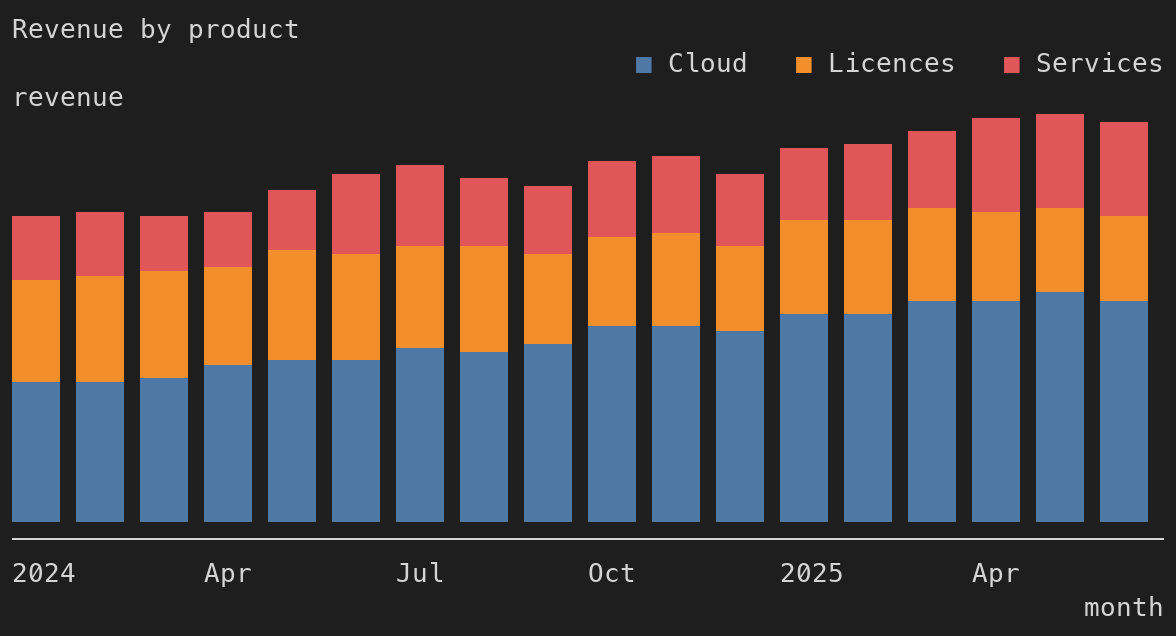 Revenue by product
Cloud Licences Services
revenue
2024 Apr Jul Oct 2025 Apr
month